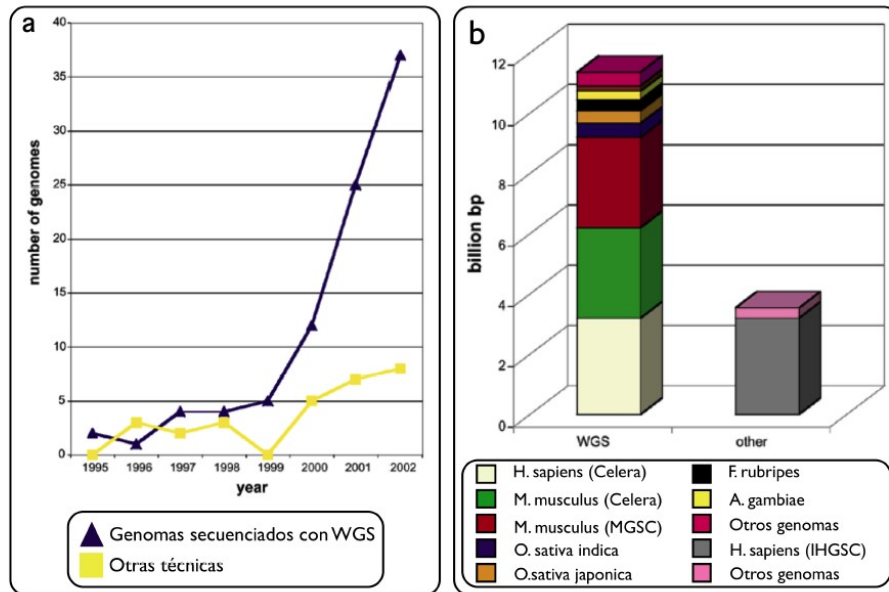 a
40
35
30
25
20
15
10
5
0
number of genomes
1995 1996 1997 1998 1999 2000 2001 2002
year
Genomas secuenciados con WGS
Otras técnicas
b
12
10
8
6
4
2
0
billion bp
WGS other
H. sapiens (Celera)
M. musculus (Celera)
M. musculus (MGSC)
O. sativa indica
O.sativa japonica
F. rubripes
A. gambiae
Otros genomas
H. sapiens (IHGSC)
Otros genomas